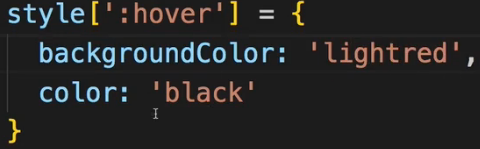 style[':hover'] = {
backgroundColor: 'lightred',
color: 'black'
}